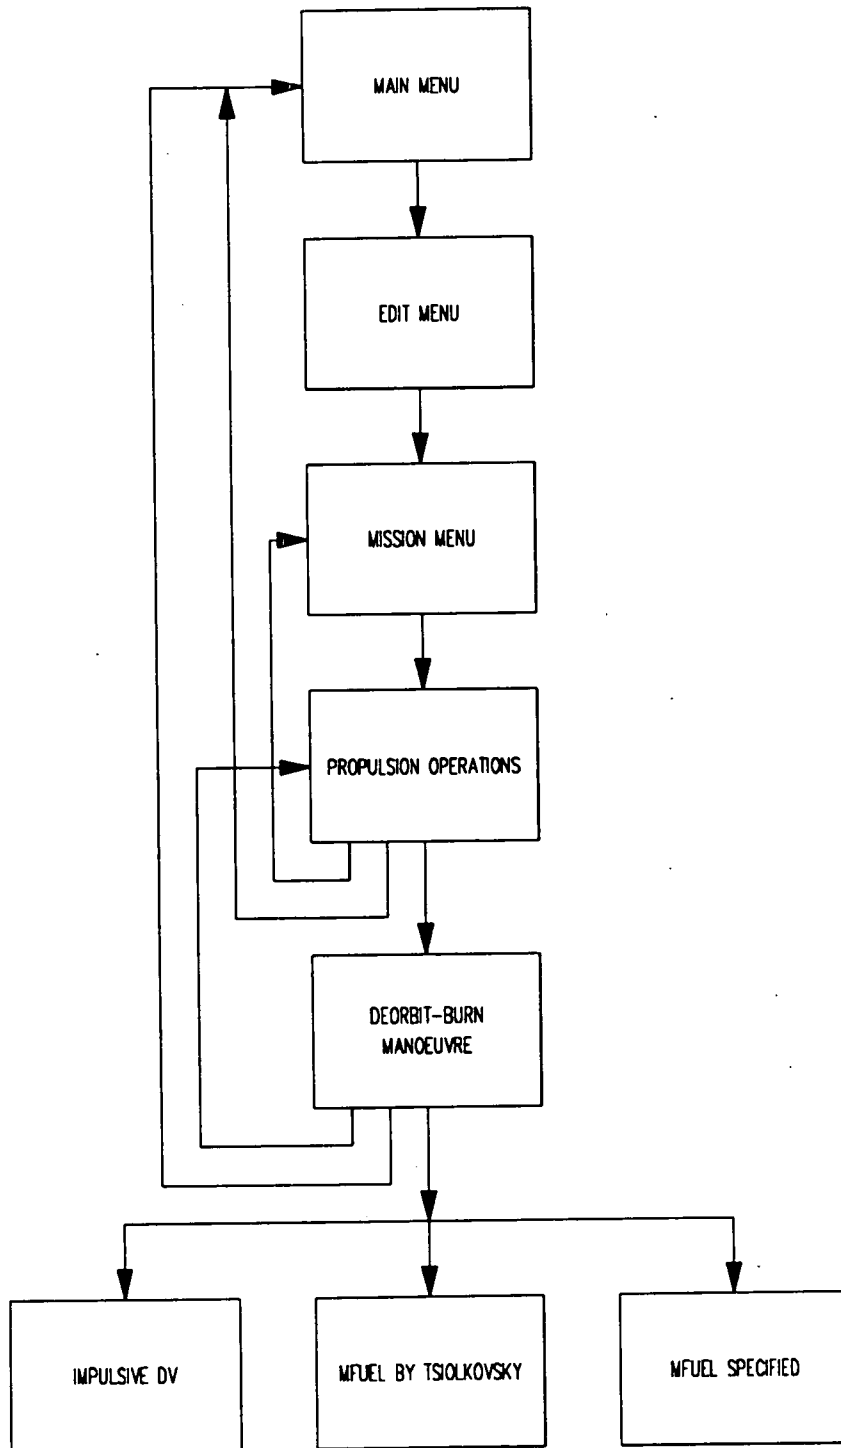 MAIN MENU
EDIT MENU
MISSION MENU
PROPULSION OPERATIONS
DEORBIT-BURN
MANOEUVRE
IMPULSIVE DV
MFUEL BY TSIOLKOVSKY
MFUEL SPECIFIED